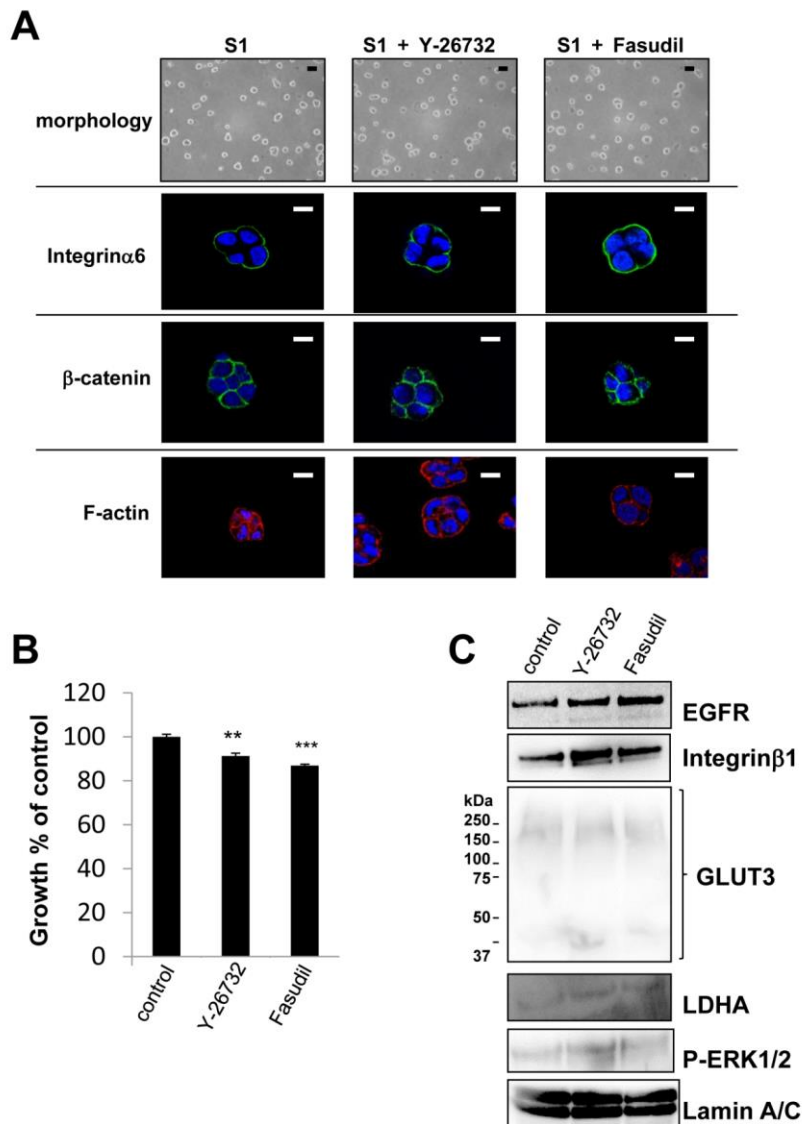 A
S1
S1 + Y-26732
S1 + Fasudil
morphology
Integrinα6
β-catenin
F-actin
B
Growth % of control
120
100
80
60
40
20
0
**
***
control
Y-26732
Fasudil
C
control
Y-26732
Fasudil
EGFR
Integrinβ1
kDa
250
150
100
75
50
37
GLUT3
LDHA
P-ERK1/2
Lamin A/C